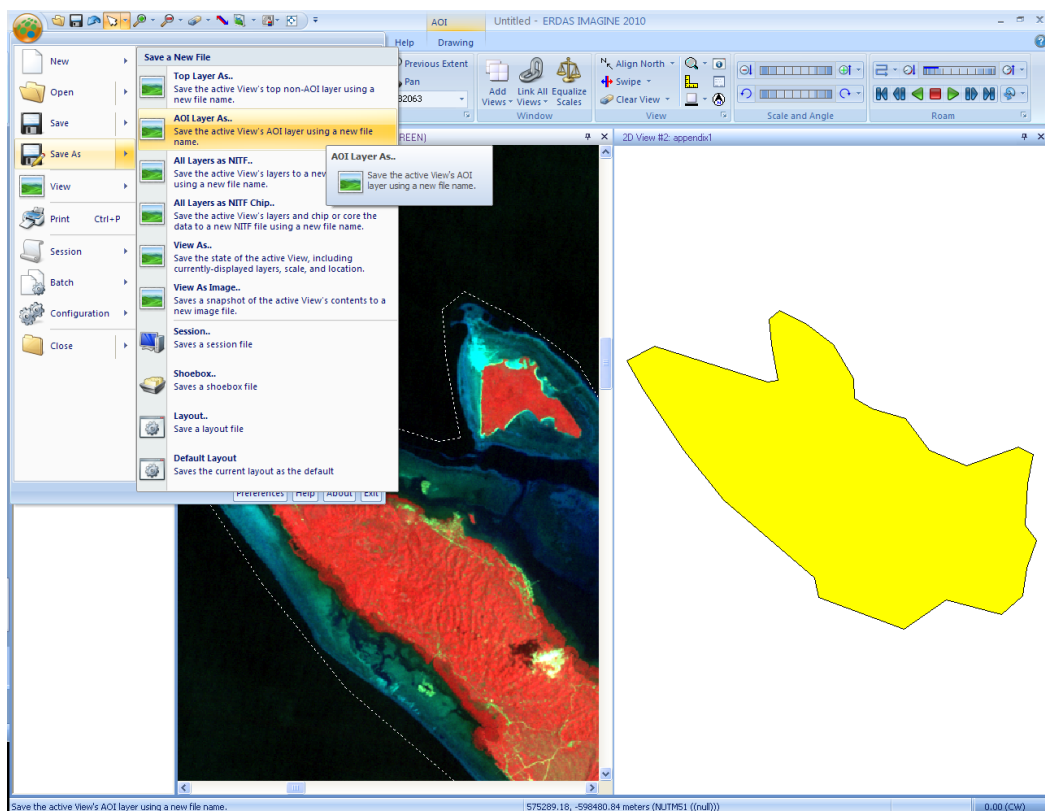 AOI
Untitled - ERDAS IMAGINE 2010
Help
Drawing
New
Open
Save
Save As
View
Print Ctrl+P
Session
Batch
Configuration
Close
Save a New File
Top Layer As..
Save the active View's top non-AOI layer using a
new file name.
AOI Layer As..
Save the active View's AOI layer using a new file
name.
All Layers as NITF..
Save the active View's layers to a new
using a new file name.
All Layers as NITF Chip..
Save the active View's layers and chip or core the
data to a new NITF file using a new file name.
View As..
Save the state of the active View, including
currently-displayed layers, scale, and location.
View As Image..
Saves a snapshot of the active View's contents to a
new image file.
Session..
Saves a session file
Shoebox..
Saves a shoebox file
Layout..
Save a layout file
Default Layout
Saves the current layout as the default
Preferences Help About Exit
AOI Layer As..
Save the active View's AOI
layer using a new file name.
Previous Extent
Pan
32063
Add
Views
Link All
Views
Equalize
Scales
Window
Align North
Swipe
Clear View
View
Scale and Angle
Roam
REEN)
2D View #2: appendix1
Save the active View's AOI layer using a new file name.
575289.18, -598480.84 meters (NUTM51 ((null)))
0.00 (CW)